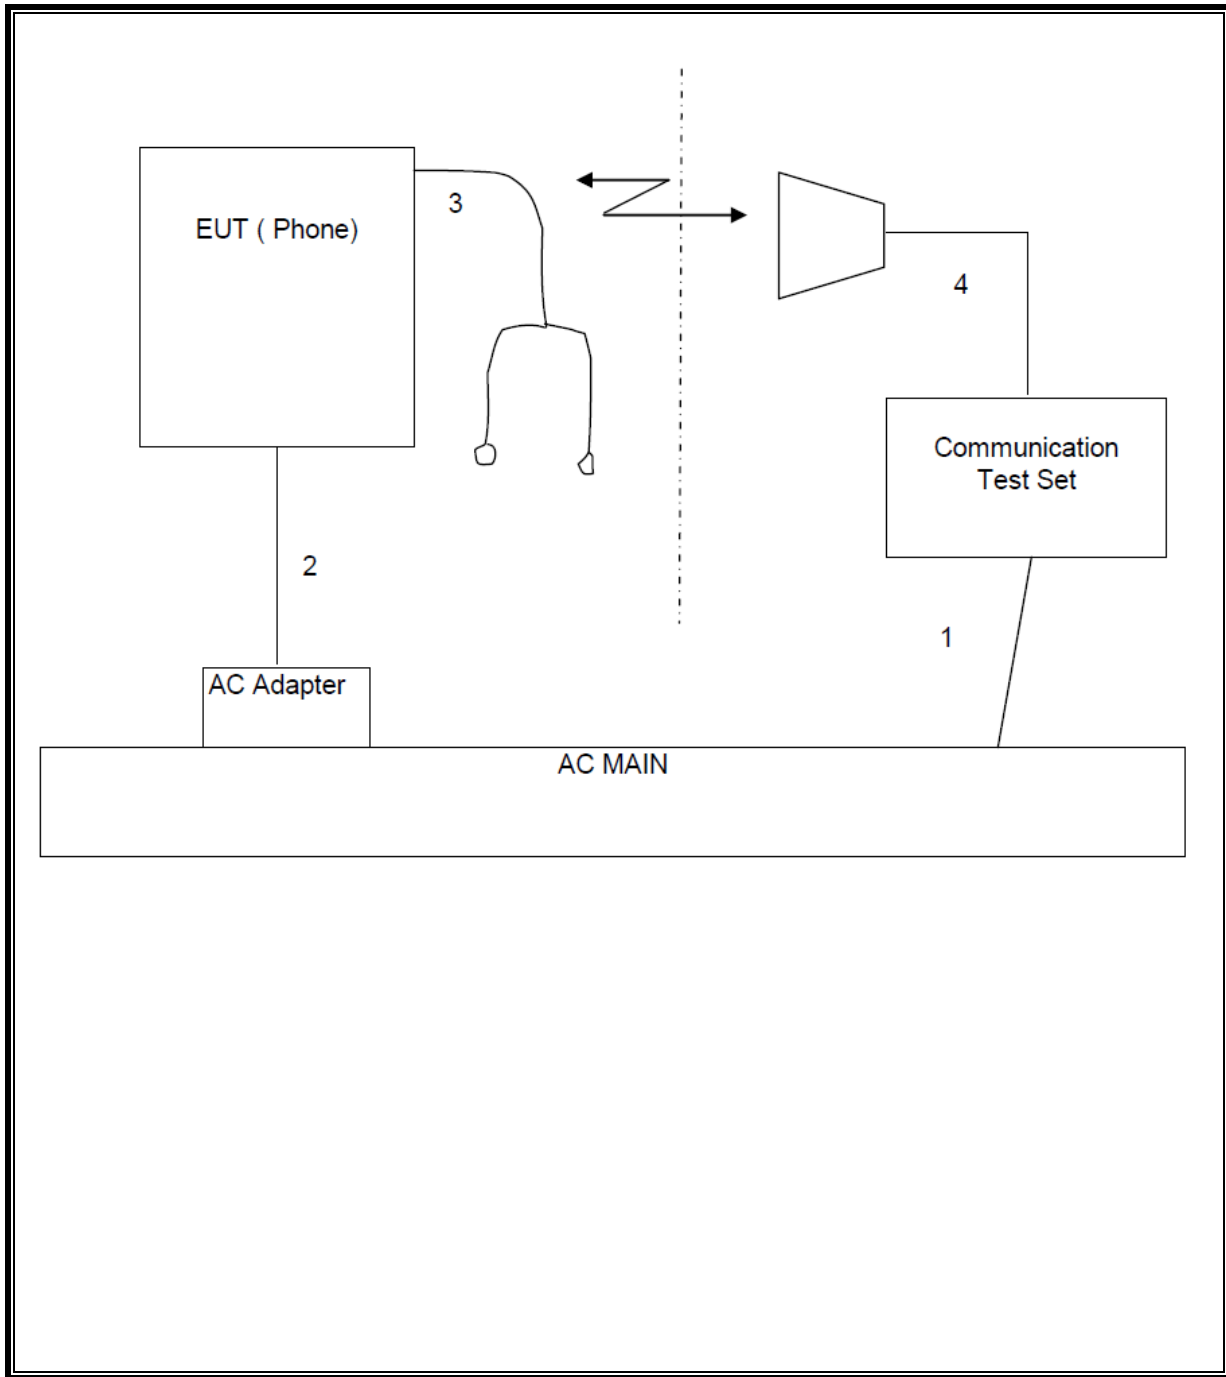 3
EUT ( Phone)
4
Communication
Test Set
2
1
AC Adapter
AC MAIN